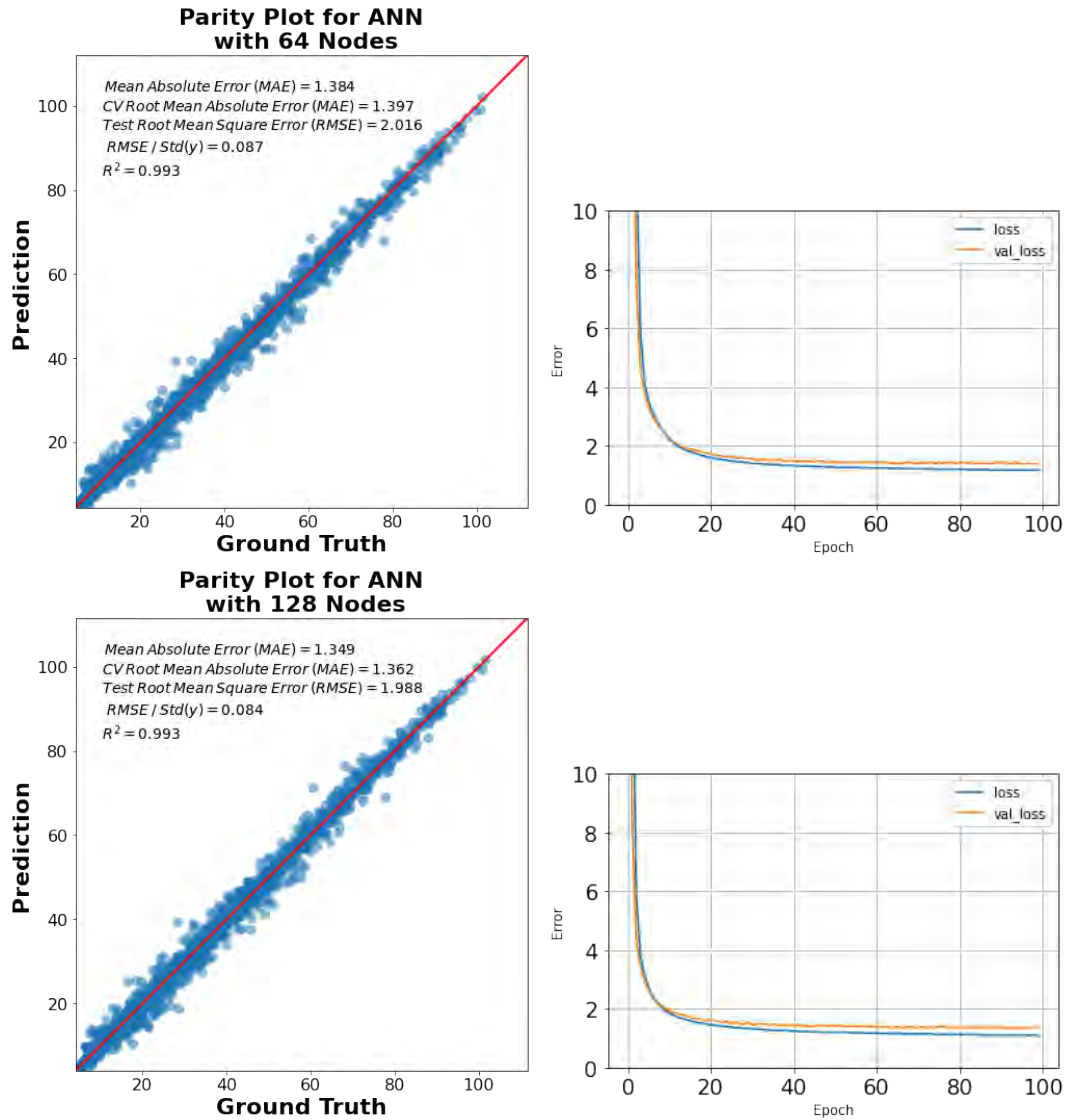 Parity Plot for ANN
with 64 Nodes
Mean Absolute Error (MAE) = 1.384
CV Root Mean Absolute Error (MAE) = 1.397
Test Root Mean Square Error (RMSE) = 2.016
RMSE / Std(y) = 0.087
R² = 0.993
100
80
60
40
20
Prediction
20 40 60 80 100
Ground Truth
10
8
6
4
2
0
Error
loss
val_loss
0 20 40 60 80 100
Epoch
Parity Plot for ANN
with 128 Nodes
Mean Absolute Error (MAE) = 1.349
CV Root Mean Absolute Error (MAE) = 1.362
Test Root Mean Square Error (RMSE) = 1.988
RMSE / Std(y) = 0.084
R² = 0.993
100
80
60
40
20
Prediction
20 40 60 80 100
Ground Truth
10
8
6
4
2
0
Error
loss
val_loss
0 20 40 60 80 100
Epoch